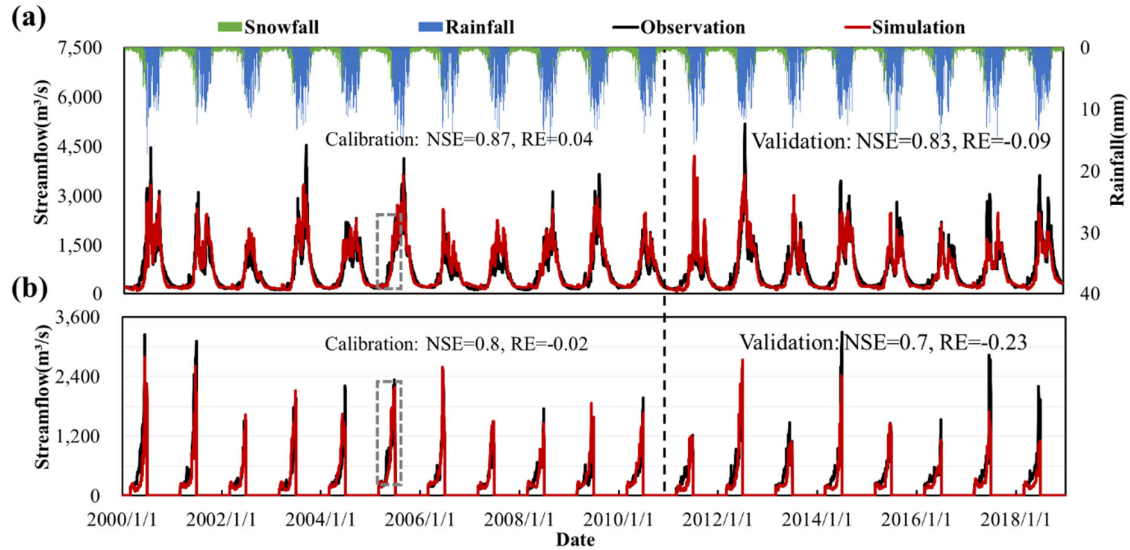 (a)
Snowfall Rainfall Observation Simulation
7,500
6,000
4,500
3,000
1,500
0
Streamflow(m³/s)
0
10
20
30
40
Rainfall(mm)
Calibration: NSE=0.87, RE=0.04
Validation: NSE=0.83, RE=-0.09
(b)
3,600
2,400
1,200
0
Streamflow(m³/s)
Calibration: NSE=0.8, RE=-0.02
Validation: NSE=0.7, RE=-0.23
2000/1/1 2002/1/1 2004/1/1 2006/1/1 2008/1/1 2010/1/1 2012/1/1 2014/1/1 2016/1/1 2018/1/1
Date